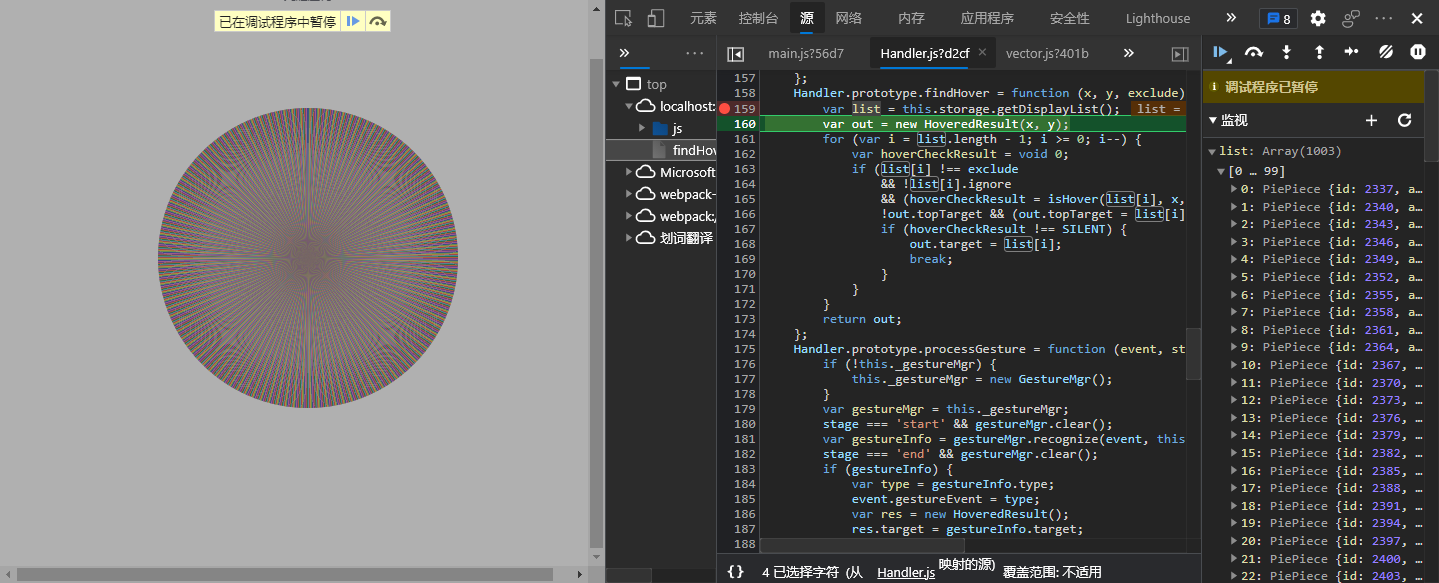 已在调试程序中暂停
元素 控制台 源 网络 内存 应用程序 安全性 Lighthouse 8
main.js?56d7 Handler.js?d2cf vector.js?401b
top
localhost:
js
findHov
Microsoft
webpack-
webpack:/
划词翻译
157 };
158 Handler.prototype.findHover = function (x, y, exclude)
159 var list = this.storage.getDisplayList(); list =
160 var out = new HoveredResult(x, y);
161 for (var i = list.length - 1; i >= 0; i--) {
162 var hoverCheckResult = void 0;
163 if (list[i] !== exclude
164 && !list[i].ignore
165 && (hoverCheckResult = isHover(list[i], x,
166 !out.topTarget && (out.topTarget = list[i]
167 if (hoverCheckResult !== SILENT) {
168 out.target = list[i];
169 break;
170 }
171 }
172 }
173 return out;
174 };
175 Handler.prototype.processGesture = function (event, st
176 if (!this._gestureMgr) {
177 this._gestureMgr = new GestureMgr();
178 }
179 var gestureMgr = this._gestureMgr;
180 stage === 'start' && gestureMgr.clear();
181 var gestureInfo = gestureMgr.recognize(event, this
182 stage === 'end' && gestureMgr.clear();
183 if (gestureInfo) {
184 var type = gestureInfo.type;
185 event.gestureEvent = type;
186 var res = new HoveredResult();
187 res.target = gestureInfo.target;
188
{} 4 已选择字符 (从 Handler.js 映射的源) 覆盖范围: 不适用
调试程序已暂停
监视
list: Array(1003)
[0 … 99]
0: PiePiece {id: 2337, a…
1: PiePiece {id: 2340, a…
2: PiePiece {id: 2343, a…
3: PiePiece {id: 2346, a…
4: PiePiece {id: 2349, a…
5: PiePiece {id: 2352, a…
6: PiePiece {id: 2355, a…
7: PiePiece {id: 2358, a…
8: PiePiece {id: 2361, a…
9: PiePiece {id: 2364, a…
10: PiePiece {id: 2367, …
11: PiePiece {id: 2370, …
12: PiePiece {id: 2373, …
13: PiePiece {id: 2376, …
14: PiePiece {id: 2379, …
15: PiePiece {id: 2382, …
16: PiePiece {id: 2385, …
17: PiePiece {id: 2388, …
18: PiePiece {id: 2391, …
19: PiePiece {id: 2394, …
20: PiePiece {id: 2397, …
21: PiePiece {id: 2400, …
22: PiePiece {id: 2403, …